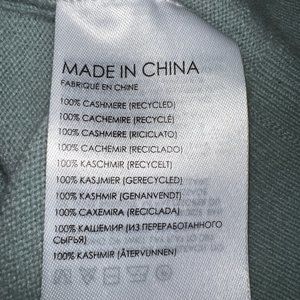 MADE IN CHINA
FABRIQUÉ EN CHINE
100% CASHMERE (RECYCLED)
100% CACHEMIRE (RECYCLÉ)
100% CASHMERE (RICICLATO)
100% CACHEMIR (RECICLADO)
100% KASCHMIR (RECYCELT)
100% KASJMIER (GERECYCLED)
100% KASHMIR (GENANVENDT)
100% CAXEMIRA (RECICLADA)
100% КАШЕМИР (ИЗ ПЕРЕРАБОТАННОГО
СЫРЬЯ)
100% KASHMIR (ÅTERVUNNEN)